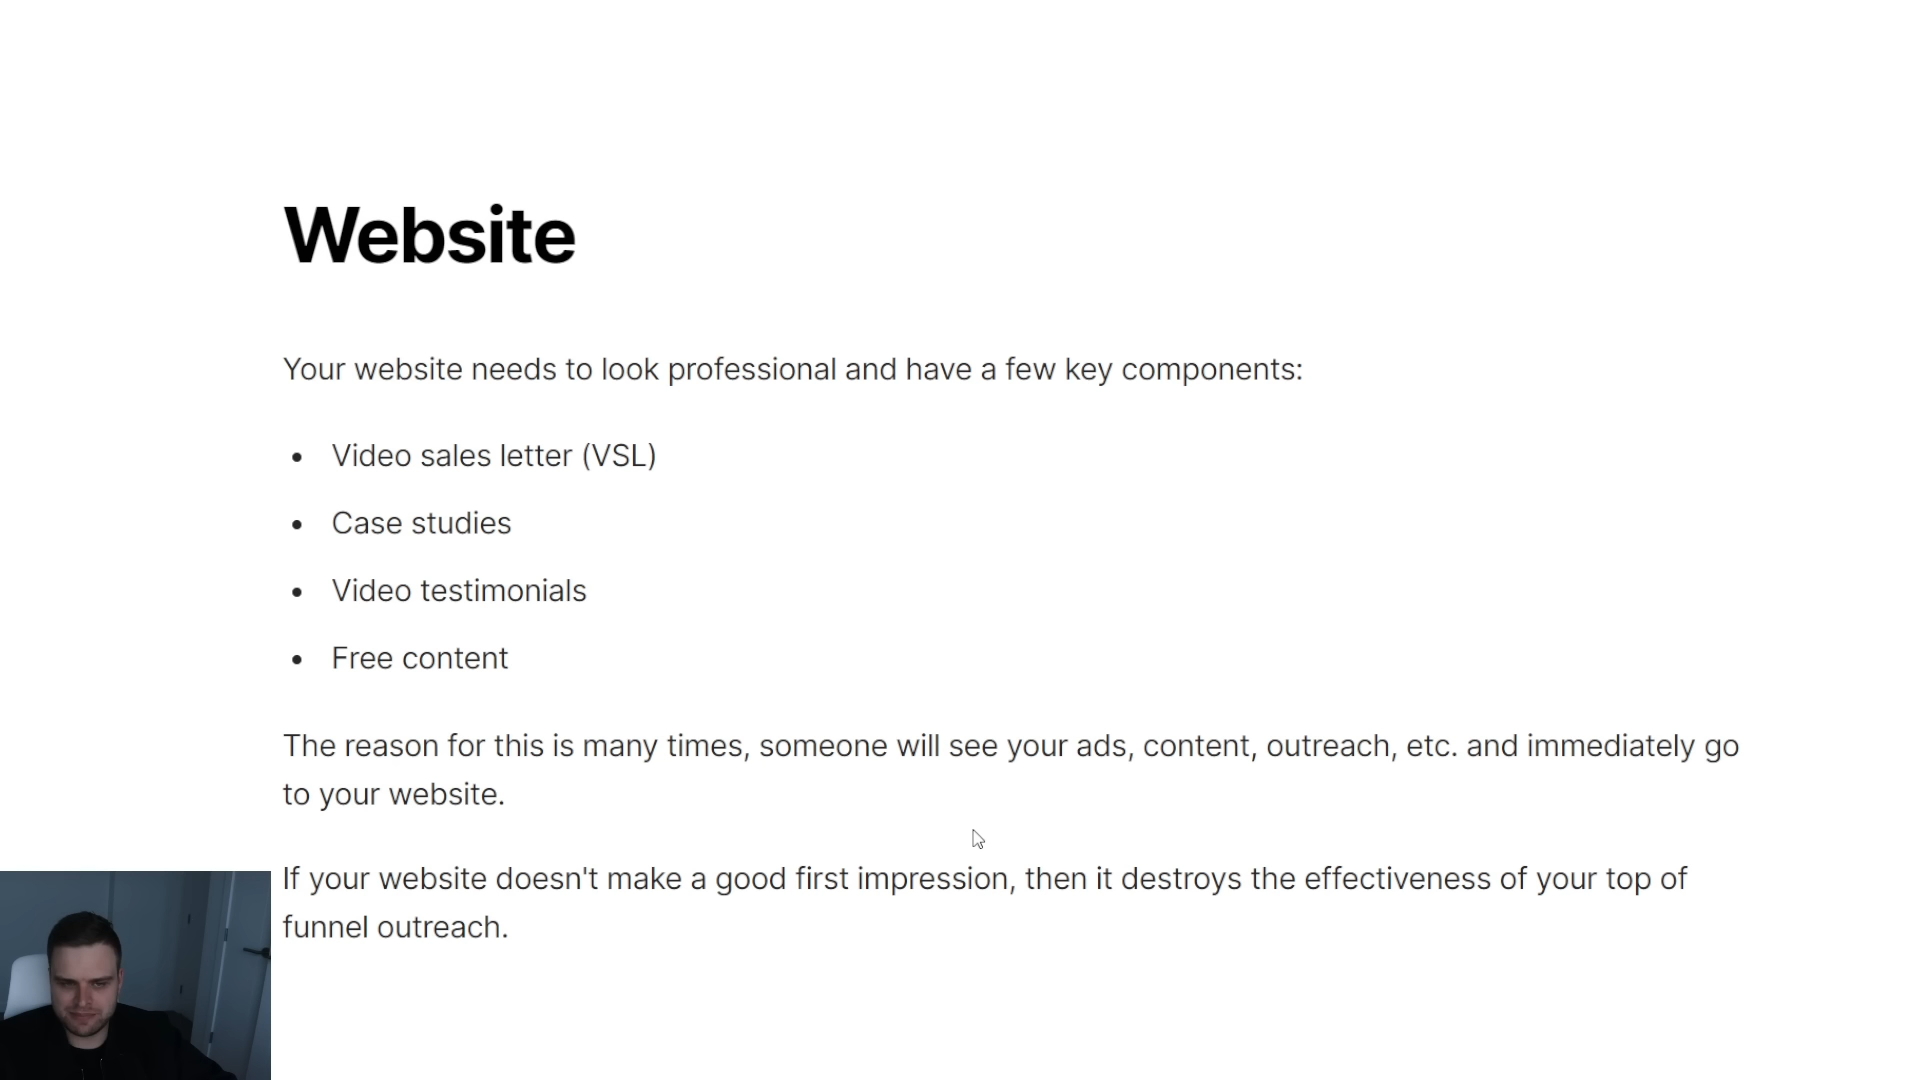 Website
Your website needs to look professional and have a few key components:
• Video sales letter (VSL)
• Case studies
• Video testimonials
• Free content
The reason for this is many times, someone will see your ads, content, outreach, etc. and immediately go
to your website.
If your website doesn't make a good first impression, then it destroys the effectiveness of your top of
funnel outreach.